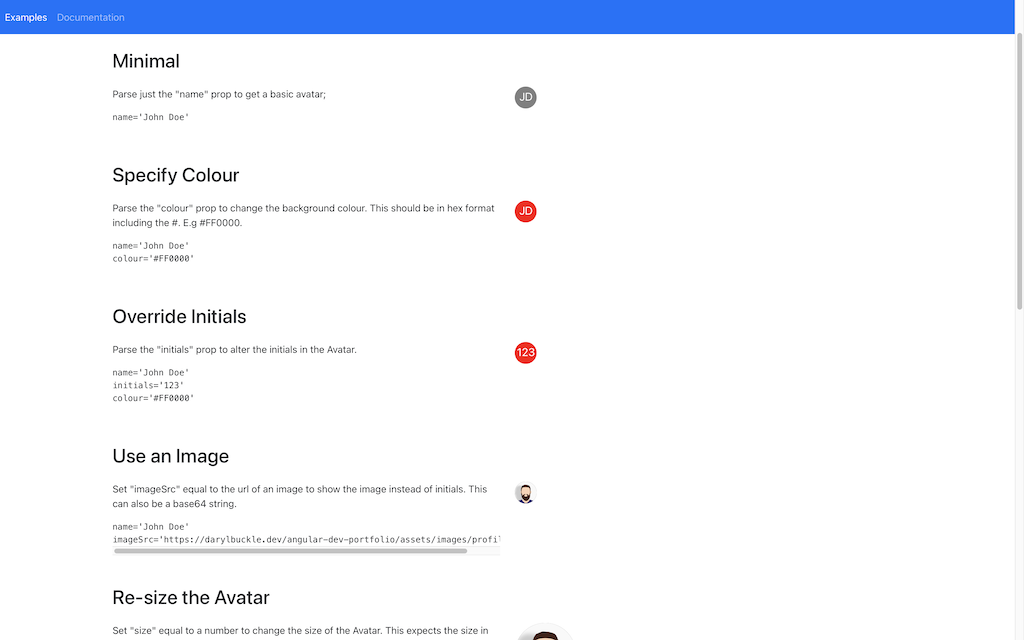 Examples Documentation
Minimal
Parse just the "name" prop to get a basic avatar;
JD
name='John Doe'
Specify Colour
Parse the "colour" prop to change the background colour. This should be in hex format
including the #. E.g #FF0000.
JD
name='John Doe'
colour='#FF0000'
Override Initials
Parse the "initials" prop to alter the initials in the Avatar.
123
name='John Doe'
initials='123'
colour='#FF0000'
Use an Image
Set "imageSrc" equal to the url of an image to show the image instead of initials. This
can also be a base64 string.
name='John Doe'
imageSrc='https://darylbuckle.dev/angular-dev-portfolio/assets/images/profil
Re-size the Avatar
Set "size" equal to a number to change the size of the Avatar. This expects the size in